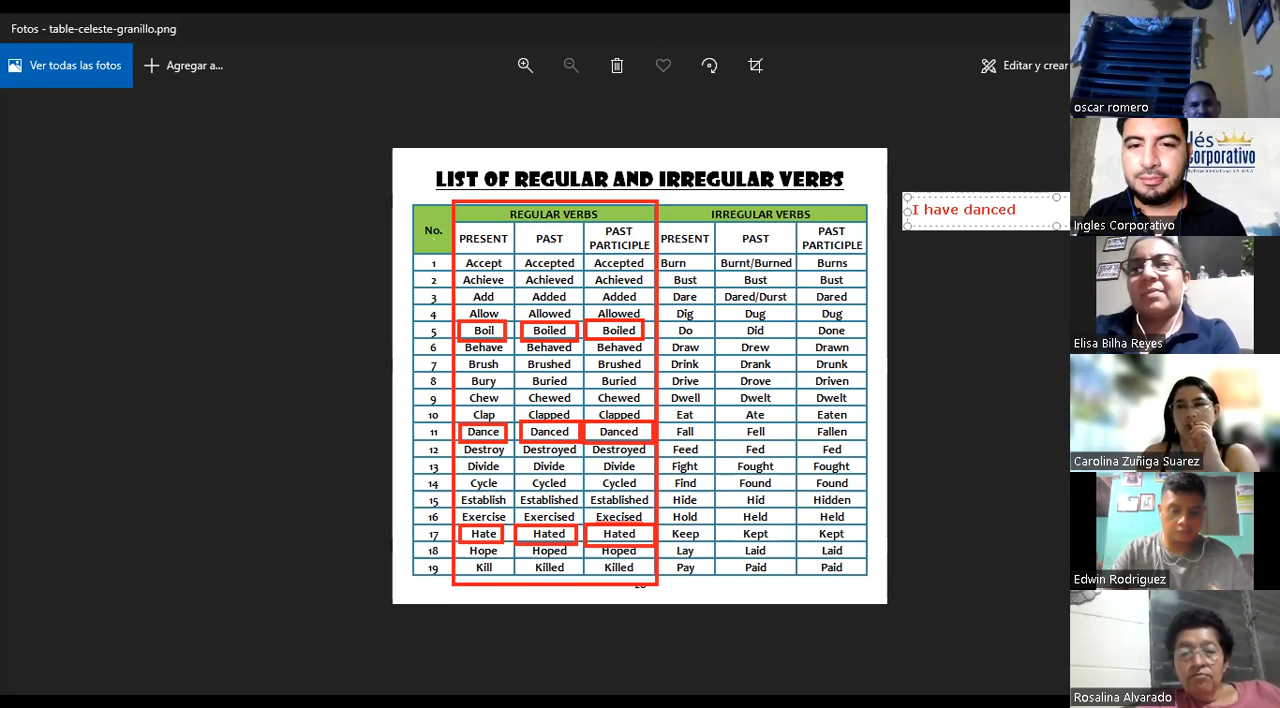 Fotos - table-celeste-granillo.png
Ver todas las fotos
Agregar a...
Editar y crear
LIST OF REGULAR AND IRREGULAR VERBS
No. REGULAR VERBS IRREGULAR VERBS
PRESENT PAST PAST PARTICIPLE PRESENT PAST PAST PARTICIPLE
1 Accept Accepted Accepted Burn Burnt/Burned Burns
2 Achieve Achieved Achieved Bust Bust Bust
3 Add Added Added Dare Dared/Durst Dared
4 Allow Allowed Allowed Dig Dug Dug
5 Boil Boiled Boiled Do Did Done
6 Behave Behaved Behaved Draw Drew Drawn
7 Brush Brushed Brushed Drink Drank Drunk
8 Bury Buried Buried Drive Drove Driven
9 Chew Chewed Chewed Dwell Dwelt Dwelt
10 Clap Clapped Clapped Eat Ate Eaten
11 Dance Danced Danced Fall Fell Fallen
12 Destroy Destroyed Destroyed Feed Fed Fed
13 Divide Divide Divide Fight Fought Fought
14 Cycle Cycled Cycled Find Found Found
15 Establish Established Established Hide Hid Hidden
16 Exercise Exercised Execised Hold Held Held
17 Hate Hated Hated Keep Kept Kept
18 Hope Hoped Hoped Lay Laid Laid
19 Kill Killed Killed Pay Paid Paid
I have danced
oscar romero
lés
Corporativo
Ingles Corporativo
Elisa Bilha Reyes
Carolina Zuñiga Suarez
Edwin Rodriguez
Rosalina Alvarado